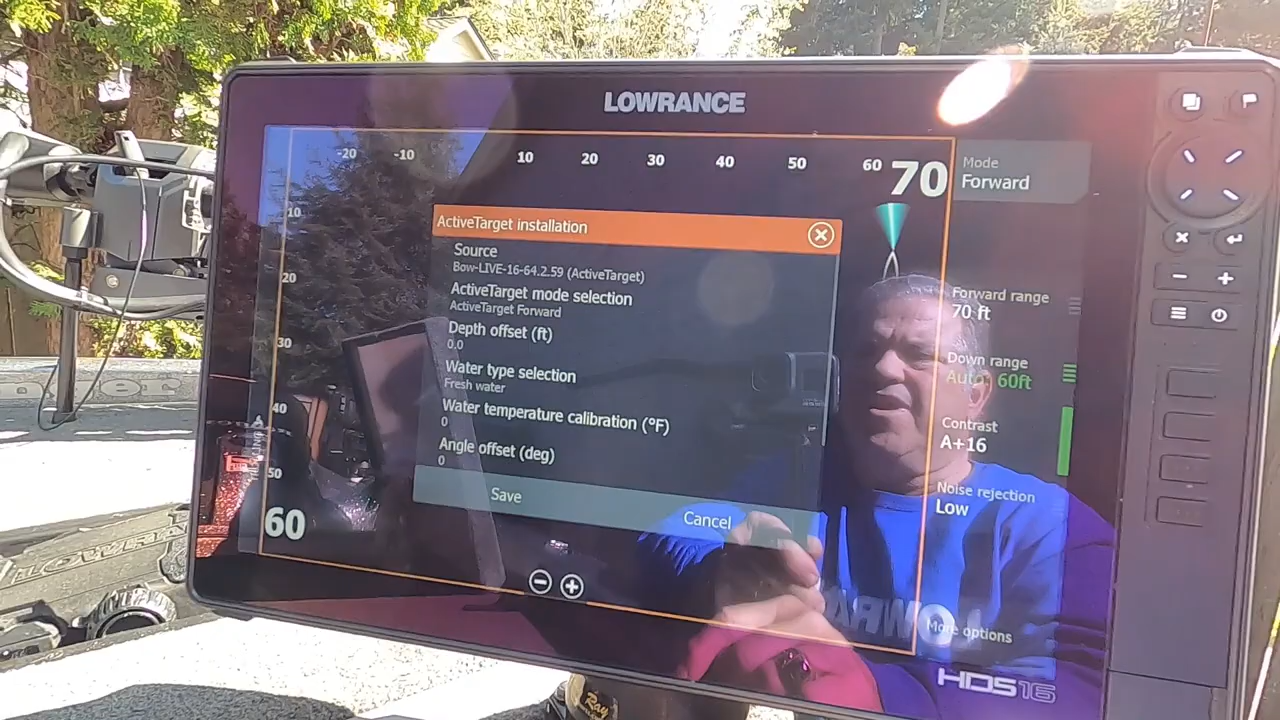 LOWRANCE
-20 -10 10 20 30 40 50 60 70
Mode
Forward
10
20
30
40
50
60
ActiveTarget installation
Source
Bow-LIVE-16-64.2.59 (ActiveTarget)
ActiveTarget mode selection
ActiveTarget Forward
Depth offset (ft)
0.0
Water type selection
Fresh water
Water temperature calibration (°F)
0
Angle offset (deg)
0
Save
Cancel
Forward range
70 ft
Down range
Auto: 60ft
Contrast
A+16
Noise rejection
Low
More options
HDS16
LOWRA
Ray